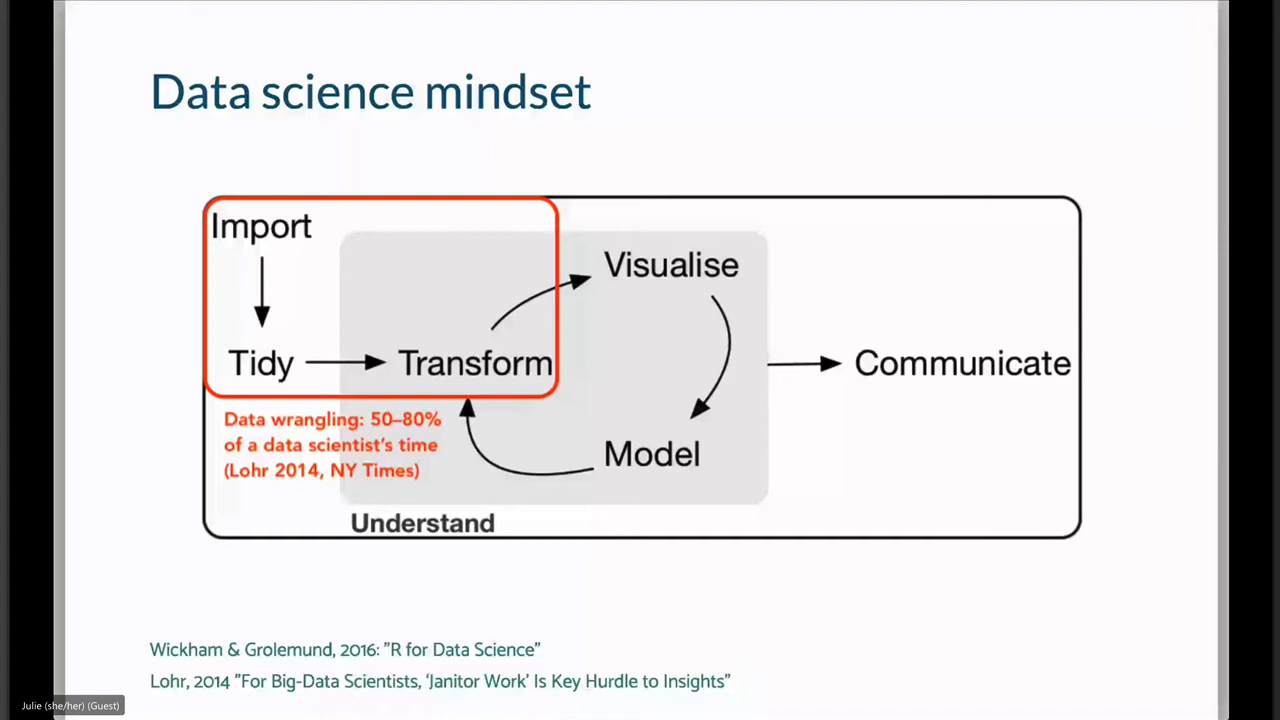 Data science mindset
Import
Visualise
Tidy
Transform
Communicate
Data wrangling: 50–80%
of a data scientist's time
(Lohr 2014, NY Times)
Model
Understand
Wickham & Grolemund, 2016: "R for Data Science"
Lohr, 2014 "For Big-Data Scientists, ‘Janitor Work’ Is Key Hurdle to Insights"
Julie (she/her) (Guest)